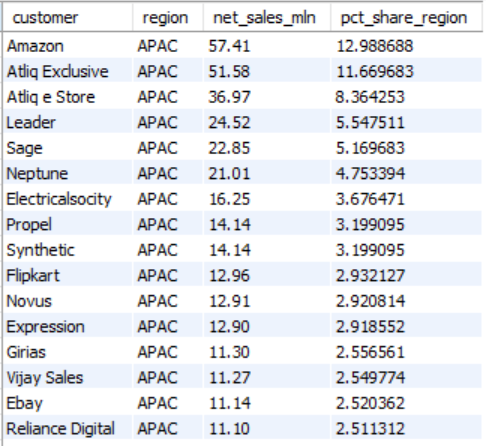 customer region net_sales_mln pct_share_region
Amazon APAC 57.41 12.988688
Atliq Exclusive APAC 51.58 11.669683
Atliq e Store APAC 36.97 8.364253
Leader APAC 24.52 5.547511
Sage APAC 22.85 5.169683
Neptune APAC 21.01 4.753394
Electricalsocity APAC 16.25 3.676471
Propel APAC 14.14 3.199095
Synthetic APAC 14.14 3.199095
Flipkart APAC 12.96 2.932127
Novus APAC 12.91 2.920814
Expression APAC 12.90 2.918552
Girias APAC 11.30 2.556561
Vijay Sales APAC 11.27 2.549774
Ebay APAC 11.14 2.520362
Reliance Digital APAC 11.10 2.511312